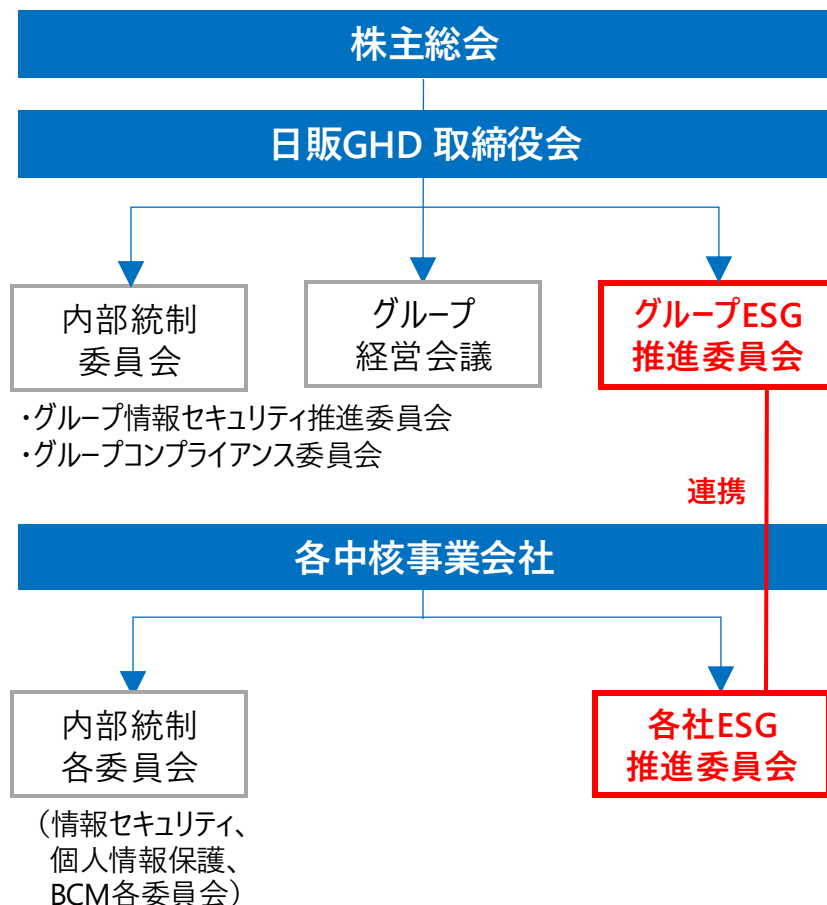 株主総会
日販GHD 取締役会
内部統制
委員会
グループ
経営会議
グループESG
推進委員会
・グループ情報セキュリティ推進委員会
・グループコンプライアンス委員会
連携
各中核事業会社
内部統制
各委員会
各社ESG
推進委員会
（情報セキュリティ、
個人情報保護、
BCM各委員会）